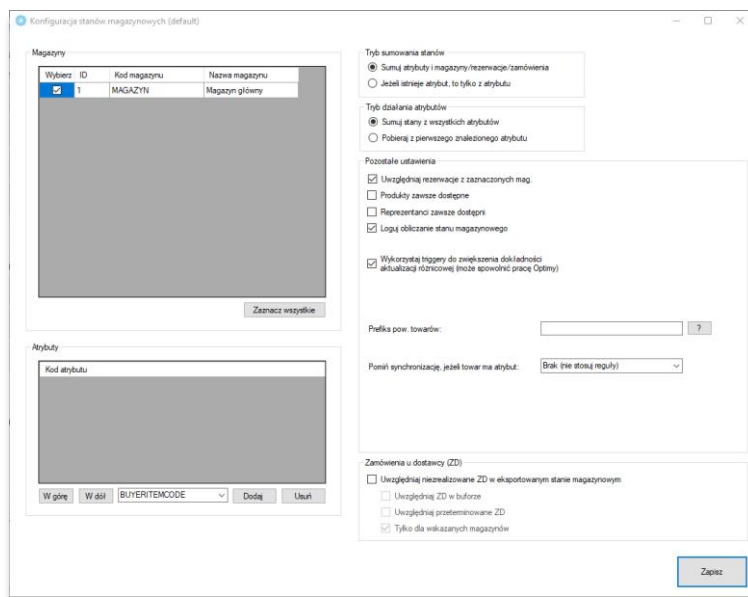 Konfiguracja stanów magazynowych (default)
Magazyny
Wybierz ID Kod magazynu Nazwa magazynu
1 MAGAZYN Magazyn główny
Zaznacz wszystkie
Atrybuty
Kod atrybutu
W górę W dół BUYERITEMCODE Dodaj Usuń
Tryb sumowania stanów
Sumuj atrybuty i magazyny/rezerwacje/zamówienia
Jeżeli istnieje atrybut, to tylko z atrybutu
Tryb działania atrybutów
Sumuj stany z wszystkich atrybutów
Pobieraj z pierwszego znalezionego atrybutu
Pozostałe ustawienia
Uwzględniaj rezerwacje z zaznaczonych mag.
Produkty zawsze dostępne
Reprezentanci zawsze dostępni
Loguj obliczanie stanu magazynowego
Wykorzystaj triggery do zwiększenia dokładności
aktualizacji różnicowej (może spowolnić pracę Optimy)
Prefiks pow. towarów: ?
Pomiń synchronizację, jeżeli towar ma atrybut: Brak (nie stosuj reguły)
Zamówienia u dostawcy (ZD)
Uwzględniaj niezrealizowane ZD w eksportowanym stanie magazynowym
Uwzględniaj ZD w buforze
Uwzględniaj przeterminowane ZD
Tylko dla wskazanych magazynów
Zapisz